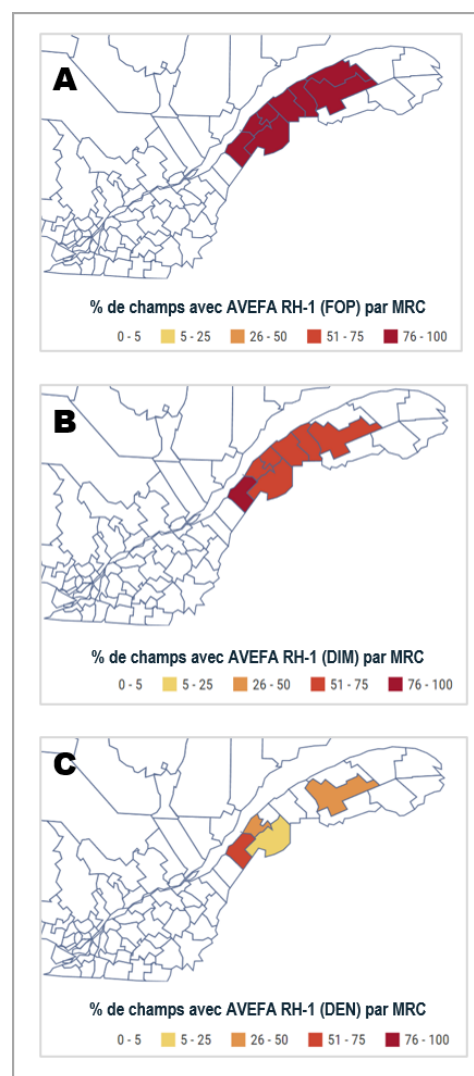 A
% de champs avec AVEFA RH-1 (FOP) par MRC
0 - 5 5 - 25 26 - 50 51 - 75 76 - 100
B
% de champs avec AVEFA RH-1 (DIM) par MRC
0 - 5 5 - 25 26 - 50 51 - 75 76 - 100
C
% de champs avec AVEFA RH-1 (DEN) par MRC
0 - 5 5 - 25 26 - 50 51 - 75 76 - 100